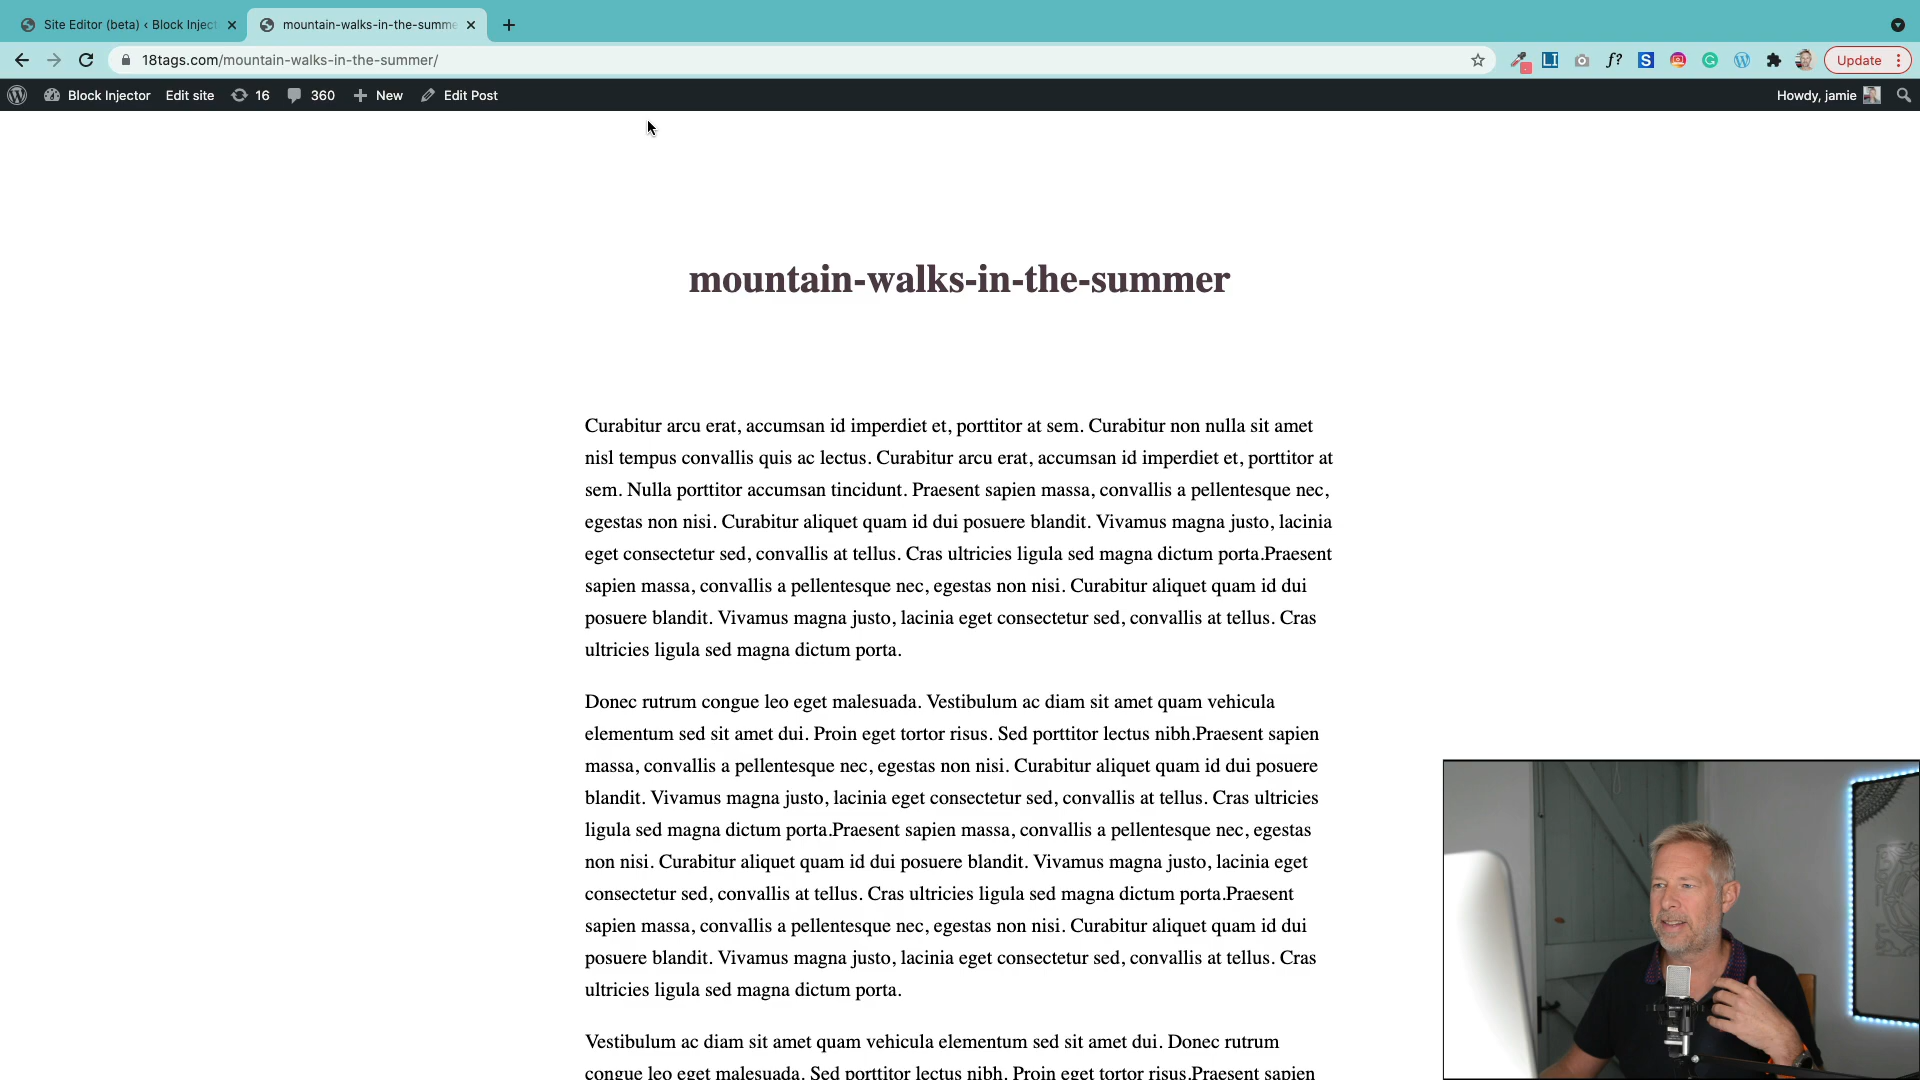 Site Editor (beta) ‹ Block Inject
mountain-walks-in-the-summe
18tags.com/mountain-walks-in-the-summer/
Update
Block Injector
Edit site
16
360
New
Edit Post
Howdy, jamie
mountain-walks-in-the-summer
Curabitur arcu erat, accumsan id imperdiet et, porttitor at sem. Curabitur non nulla sit amet
nisl tempus convallis quis ac lectus. Curabitur arcu erat, accumsan id imperdiet et, porttitor at
sem. Nulla porttitor accumsan tincidunt. Praesent sapien massa, convallis a pellentesque nec,
egestas non nisi. Curabitur aliquet quam id dui posuere blandit. Vivamus magna justo, lacinia
eget consectetur sed, convallis at tellus. Cras ultricies ligula sed magna dictum porta.Praesent
sapien massa, convallis a pellentesque nec, egestas non nisi. Curabitur aliquet quam id dui
posuere blandit. Vivamus magna justo, lacinia eget consectetur sed, convallis at tellus. Cras
ultricies ligula sed magna dictum porta.
Donec rutrum congue leo eget malesuada. Vestibulum ac diam sit amet quam vehicula
elementum sed sit amet dui. Proin eget tortor risus. Sed porttitor lectus nibh.Praesent sapien
massa, convallis a pellentesque nec, egestas non nisi. Curabitur aliquet quam id dui posuere
blandit. Vivamus magna justo, lacinia eget consectetur sed, convallis at tellus. Cras ultricies
ligula sed magna dictum porta.Praesent sapien massa, convallis a pellentesque nec, egestas
non nisi. Curabitur aliquet quam id dui posuere blandit. Vivamus magna justo, lacinia eget
consectetur sed, convallis at tellus. Cras ultricies ligula sed magna dictum porta.Praesent
sapien massa, convallis a pellentesque nec, egestas non nisi. Curabitur aliquet quam id dui
posuere blandit. Vivamus magna justo, lacinia eget consectetur sed, convallis at tellus. Cras
ultricies ligula sed magna dictum porta.
Vestibulum ac diam sit amet quam vehicula elementum sed sit amet dui. Donec rutrum
congue leo eget malesuada. Sed porttitor lectus nibh. Proin eget tortor risus.Praesent sapien